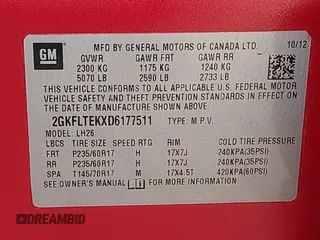 GM
MFD BY GENERAL MOTORS OF CANADA LTD. 10/12
GVWR GAWR FRT GAWR RR
2300 KG 1175 KG 1240 KG
5070 LB 2590 LB 2733 LB
THIS VEHICLE CONFORMS TO ALL APPLICABLE U.S. FEDERAL MOTOR
VEHICLE SAFETY AND THEFT PREVENTION STANDARDS IN EFFECT ON
THE DATE OF MANUFACTURE SHOWN ABOVE.
2GKFLTEKXD6177511 TYPE: M.P.V.
MODEL: LH26
LBCS TIRE SIZE SPEED RTG RIM COLD TIRE PRESSURE
FRT P235/60R17 H 17X7J 240KPA(35PSI)
RR P235/60R17 H 17X7J 240KPA(35PSI)
SPA T145/70R17 M 17X4.5T 420KPA(60PSI)
SEE OWNER'S MANUAL FOR MORE INFORMATION.
DREAMBID